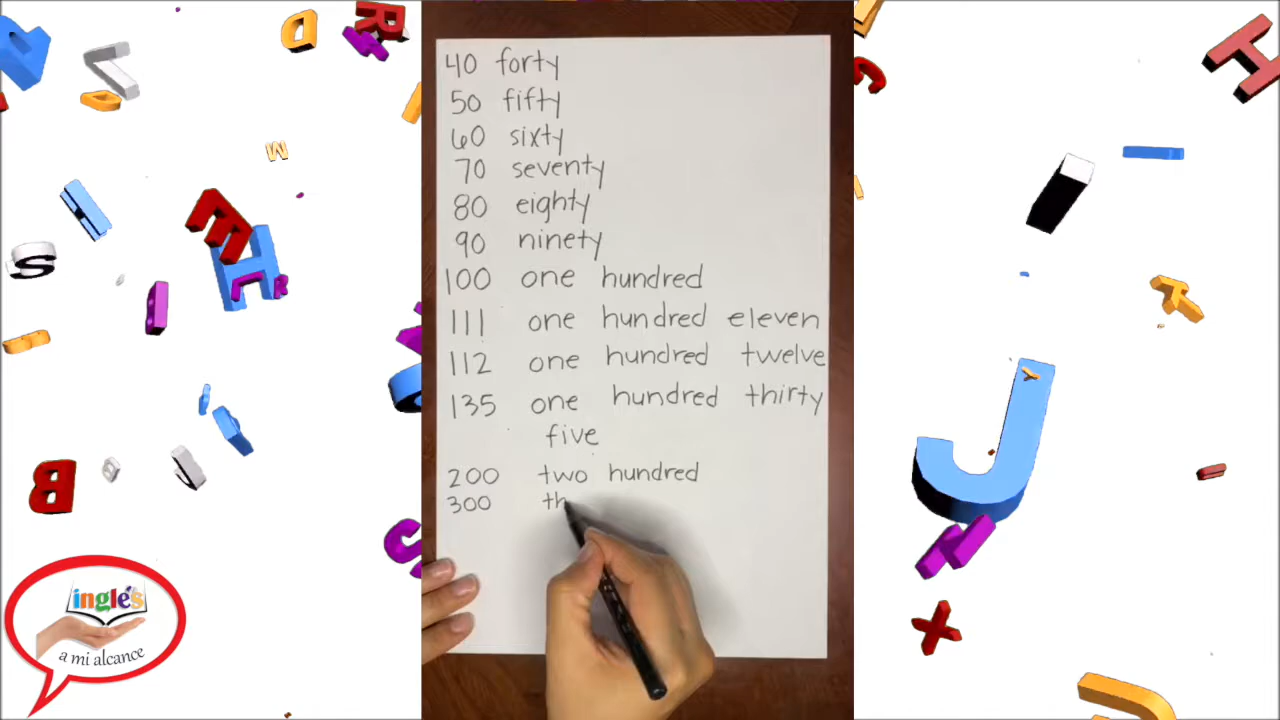 40 forty
50 fifty
60 sixty
70 seventy
80 eighty
90 ninety
100 one hundred
111 one hundred eleven
112 one hundred twelve
135 one hundred thirty
five
200 two hundred
300 th
inglés
a mi alcance